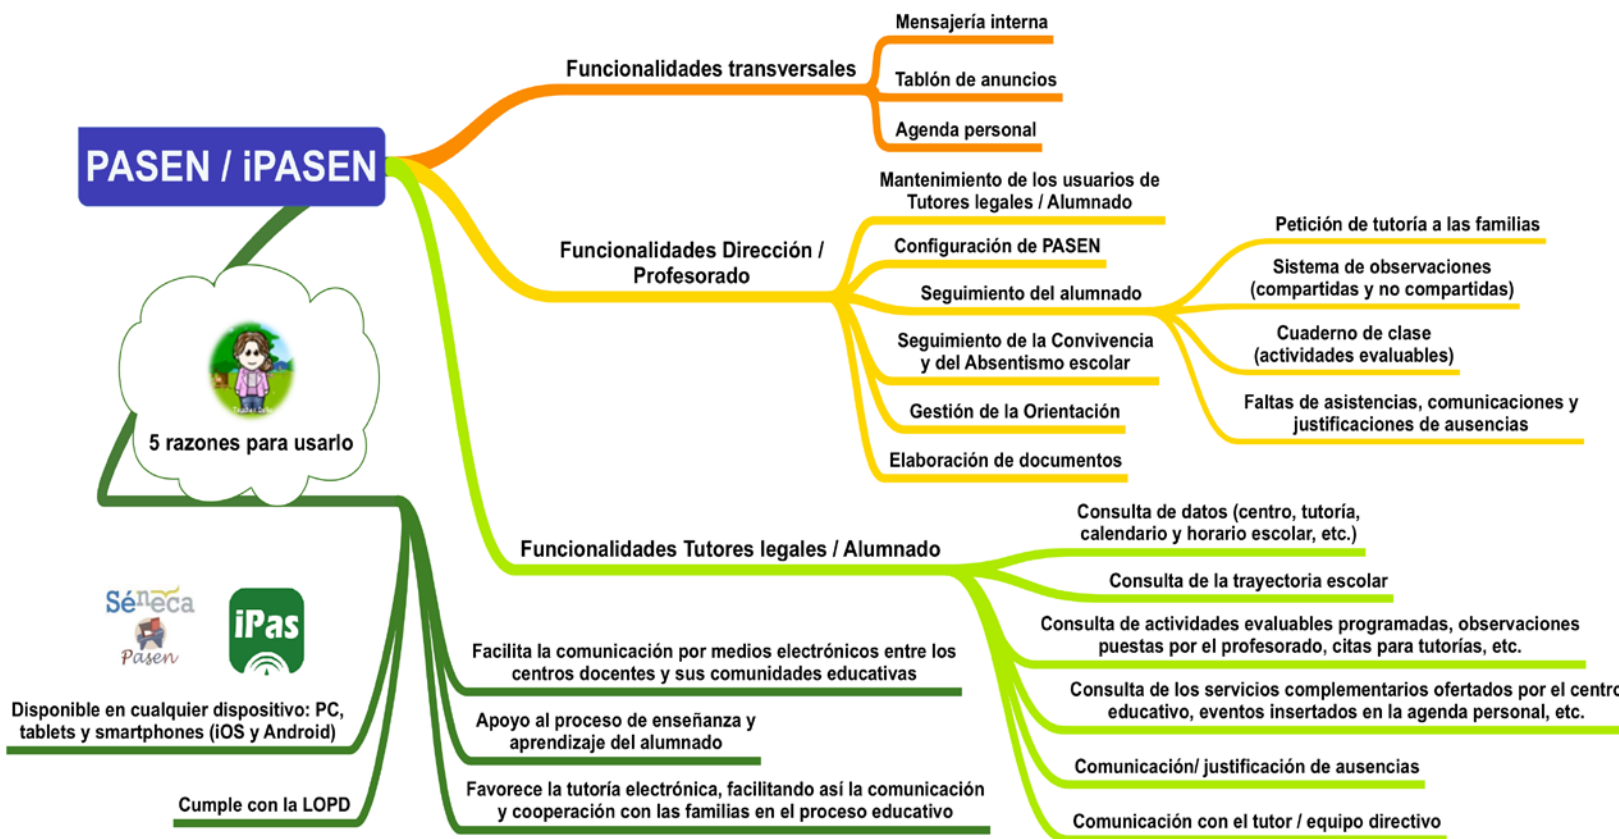 PASEN / iPASEN
Funcionalidades transversales
Mensajería interna
Tablón de anuncios
Agenda personal
Funcionalidades Dirección /
Profesorado
Mantenimiento de los usuarios de
Tutores legales / Alumnado
Configuración de PASEN
Seguimiento del alumnado
Petición de tutoría a las familias
Sistema de observaciones
(compartidas y no compartidas)
Cuaderno de clase
(actividades evaluables)
Faltas de asistencias, comunicaciones y
justificaciones de ausencias
Seguimiento de la Convivencia
y del Absentismo escolar
Gestión de la Orientación
Elaboración de documentos
Funcionalidades Tutores legales / Alumnado
Consulta de datos (centro, tutoría,
calendario y horario escolar, etc.)
Consulta de la trayectoria escolar
Consulta de actividades evaluables programadas, observaciones
puestas por el profesorado, citas para tutorías, etc.
Consulta de los servicios complementarios ofertados por el centro
educativo, eventos insertados en la agenda personal, etc.
Comunicación/ justificación de ausencias
Comunicación con el tutor / equipo directivo
5 razones para usarlo
Facilita la comunicación por medios electrónicos entre los
centros docentes y sus comunidades educativas
Apoyo al proceso de enseñanza y
aprendizaje del alumnado
Favorece la tutoría electrónica, facilitando así la comunicación
y cooperación con las familias en el proceso educativo
Séneca
Pasen
iPas
Disponible en cualquier dispositivo: PC,
tablets y smartphones (iOS y Android)
Cumple con la LOPD